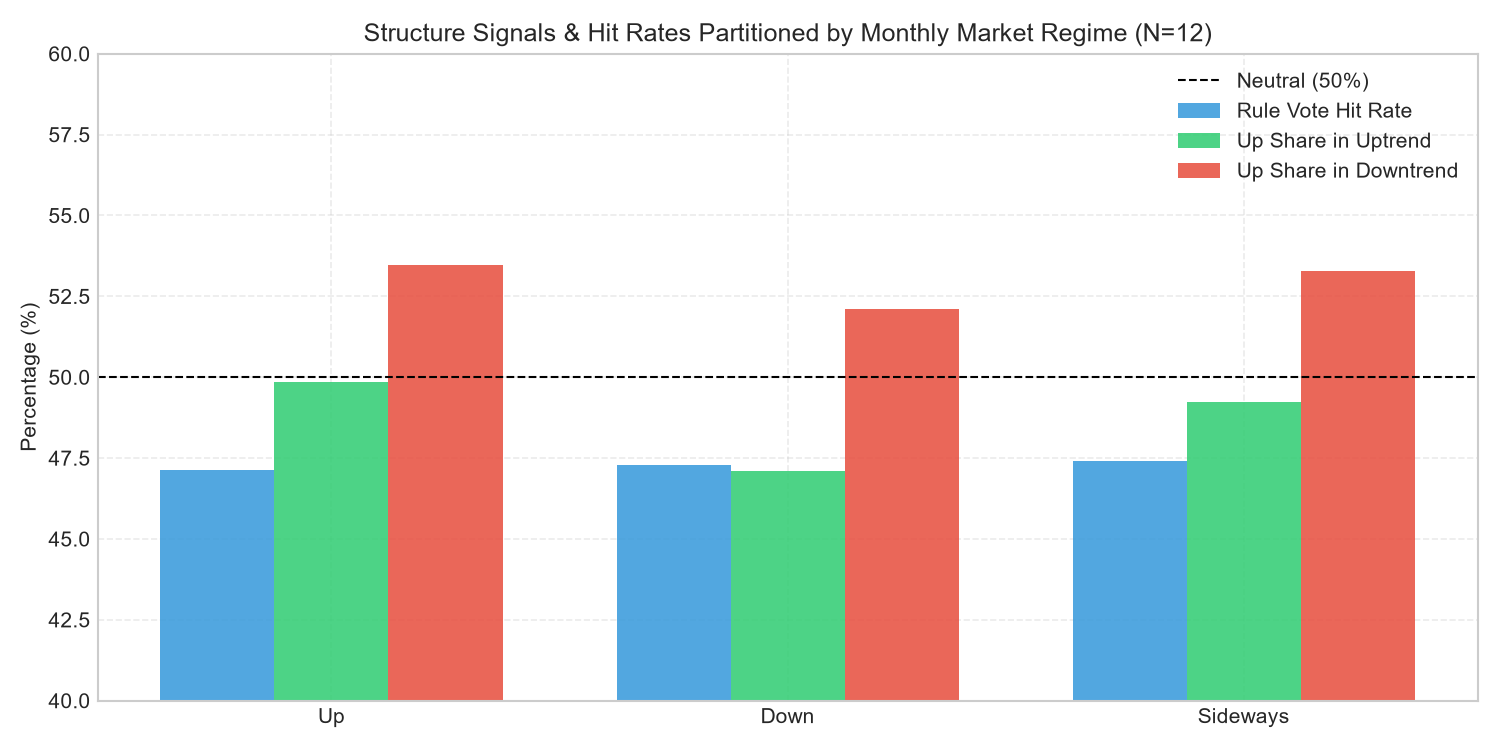 Structure Signals & Hit Rates Partitioned by Monthly Market Regime (N=12)
60.0
57.5
55.0
52.5
50.0
47.5
45.0
42.5
40.0
Percentage (%)
Neutral (50%)
Rule Vote Hit Rate
Up Share in Uptrend
Up Share in Downtrend
Up
Down
Sideways